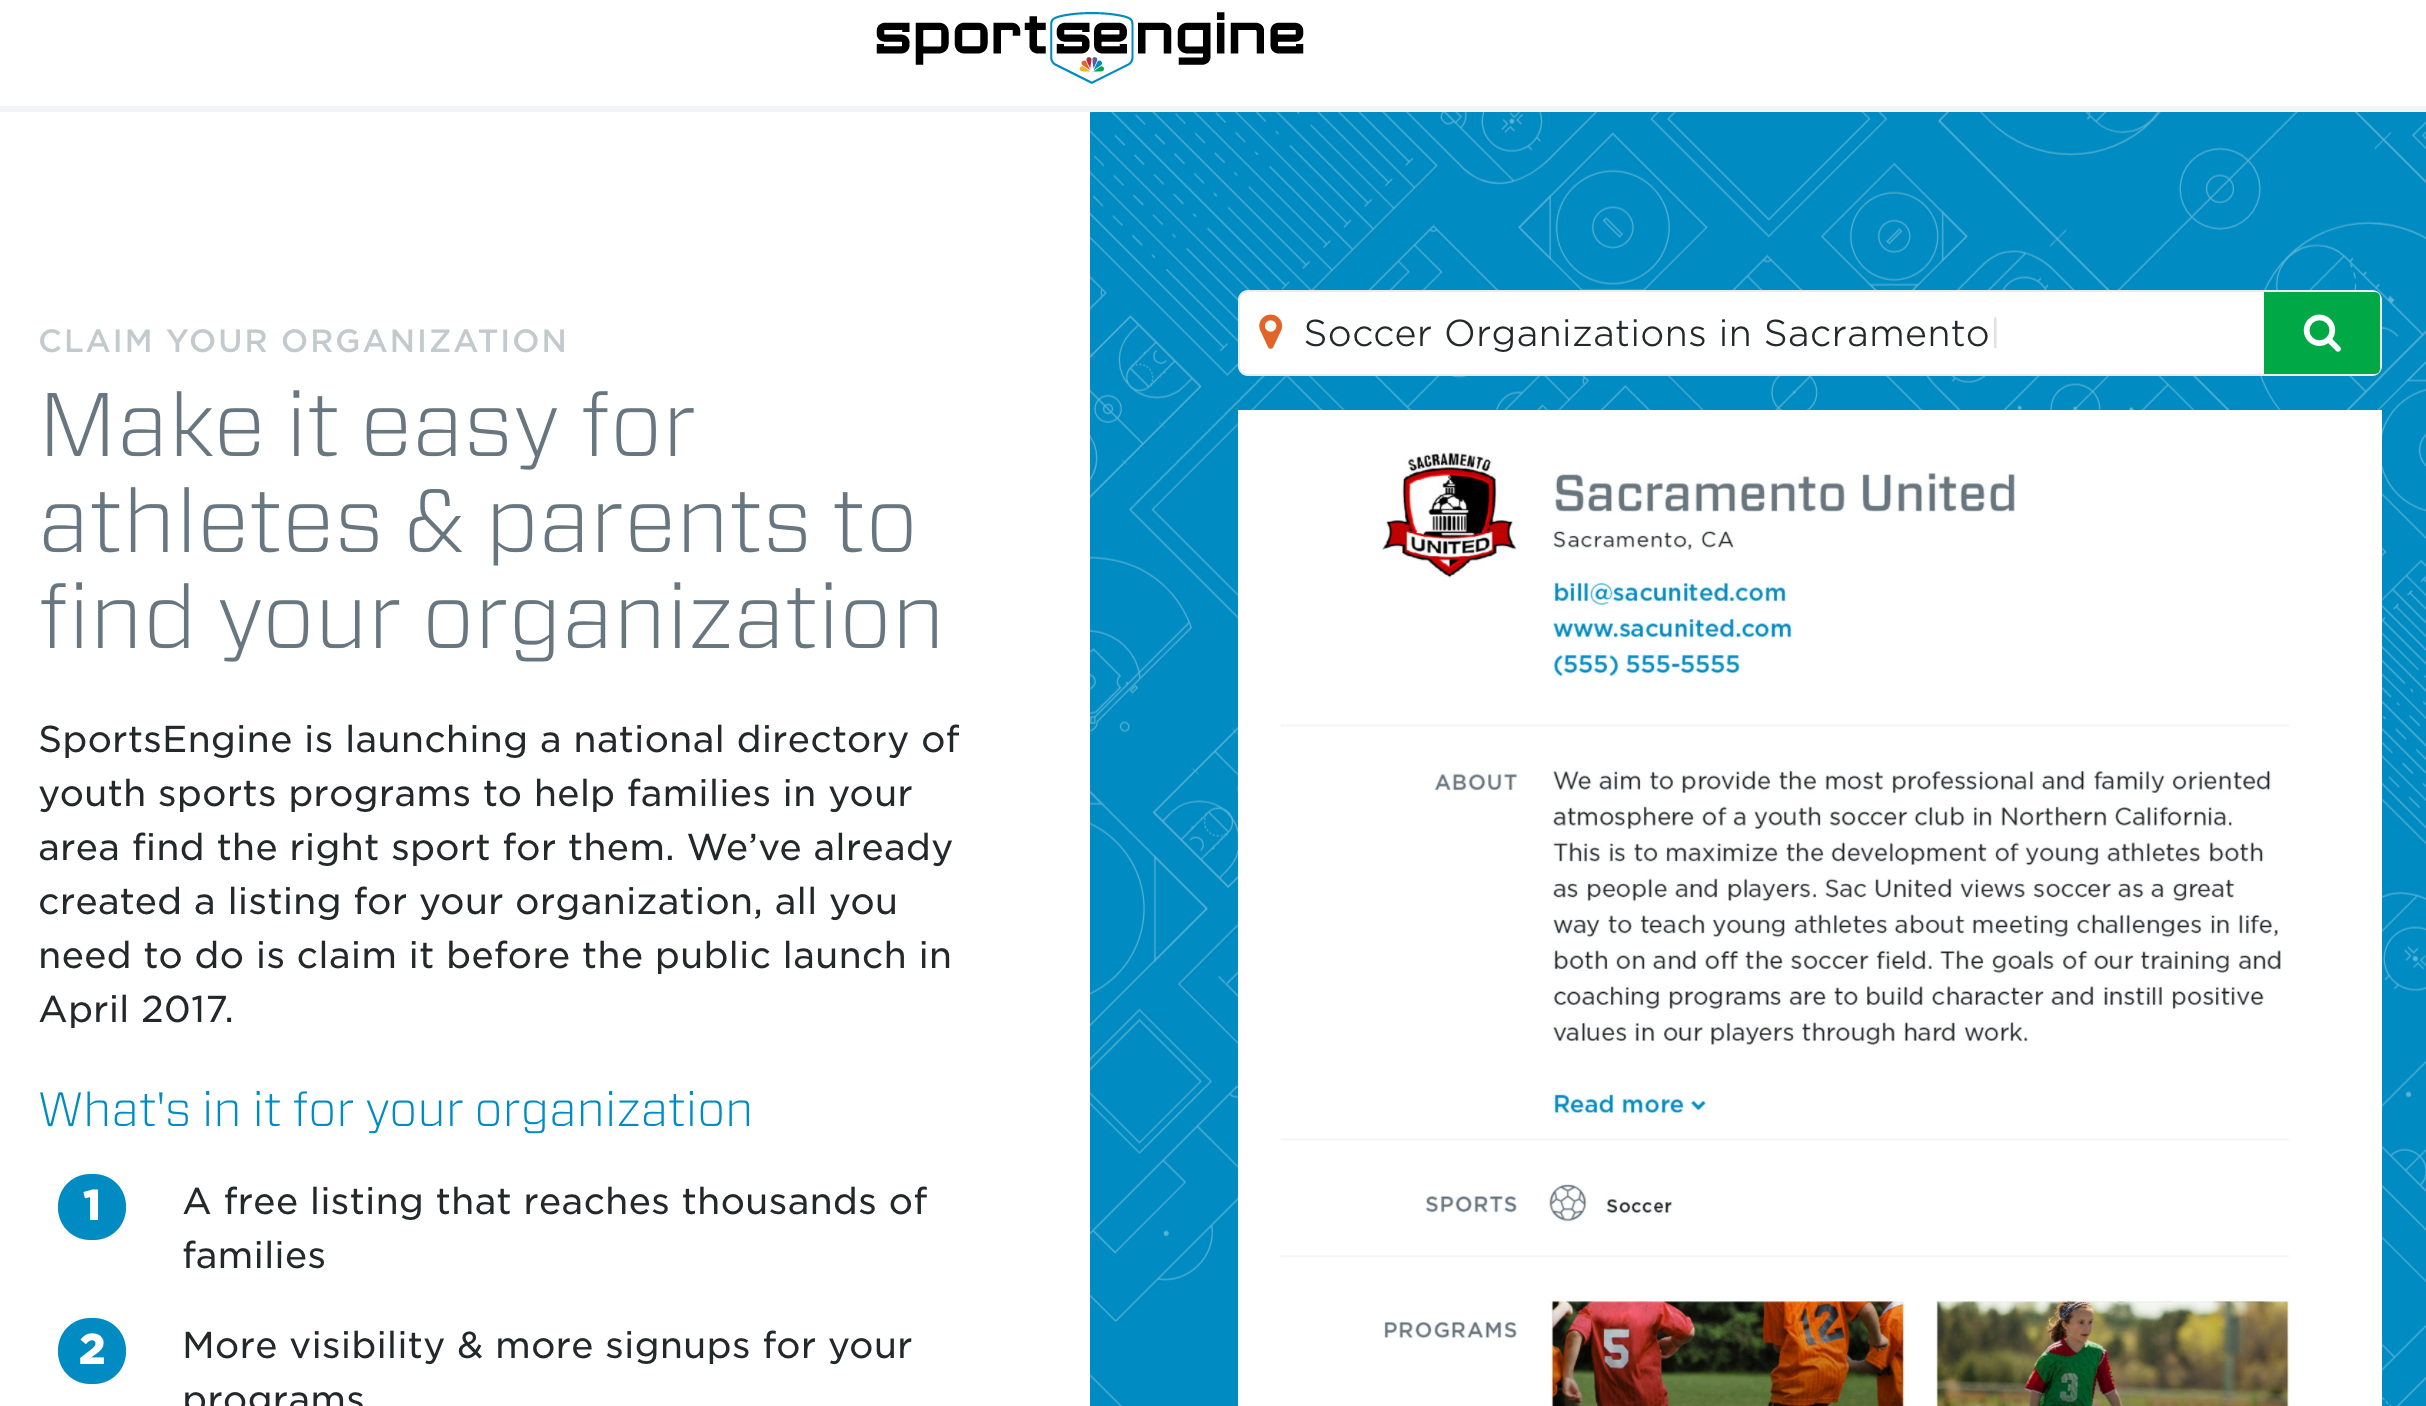 sportsengine
CLAIM YOUR ORGANIZATION
Make it easy for
athletes & parents to
find your organization
SportsEngine is launching a national directory of
youth sports programs to help families in your
area find the right sport for them. We’ve already
created a listing for your organization, all you
need to do is claim it before the public launch in
April 2017.
What's in it for your organization
1 A free listing that reaches thousands of
families
2 More visibility & more signups for your
programs
Soccer Organizations in Sacramento
SACRAMENTO
UNITED
Sacramento United
Sacramento, CA
bill@sacunited.com
www.sacunited.com
(555) 555-5555
ABOUT
We aim to provide the most professional and family oriented
atmosphere of a youth soccer club in Northern California.
This is to maximize the development of young athletes both
as people and players. Sac United views soccer as a great
way to teach young athletes about meeting challenges in life,
both on and off the soccer field. The goals of our training and
coaching programs are to build character and instill positive
values in our players through hard work.
Read more
SPORTS
Soccer
PROGRAMS
5
12
3